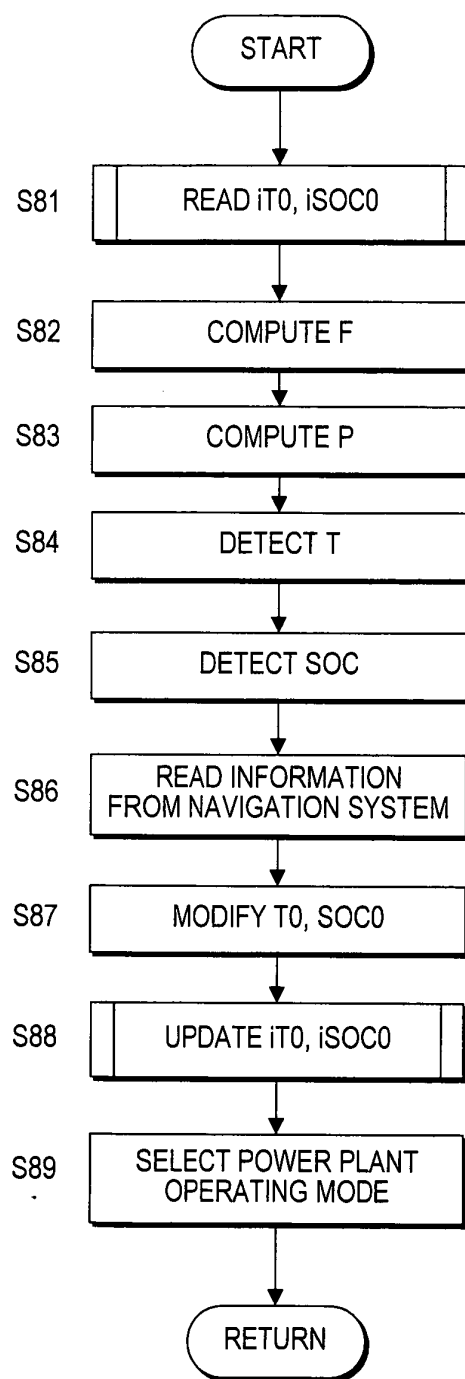 START
S81
READ iT0, iSOC0
S82
COMPUTE F
S83
COMPUTE P
S84
DETECT T
S85
DETECT SOC
S86
READ INFORMATION
FROM NAVIGATION SYSTEM
S87
MODIFY T0, SOC0
S88
UPDATE iT0, iSOC0
S89
SELECT POWER PLANT
OPERATING MODE
RETURN